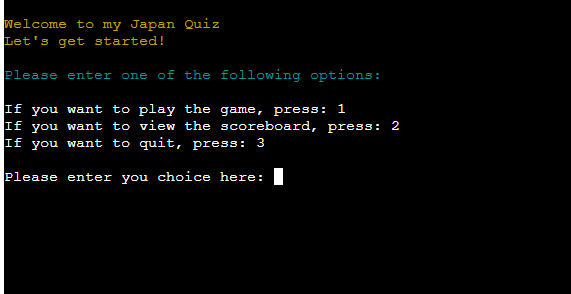 Welcome to my Japan Quiz
Let's get started!
Please enter one of the following options:
If you want to play the game, press: 1
If you want to view the scoreboard, press: 2
If you want to quit, press: 3
Please enter you choice here: